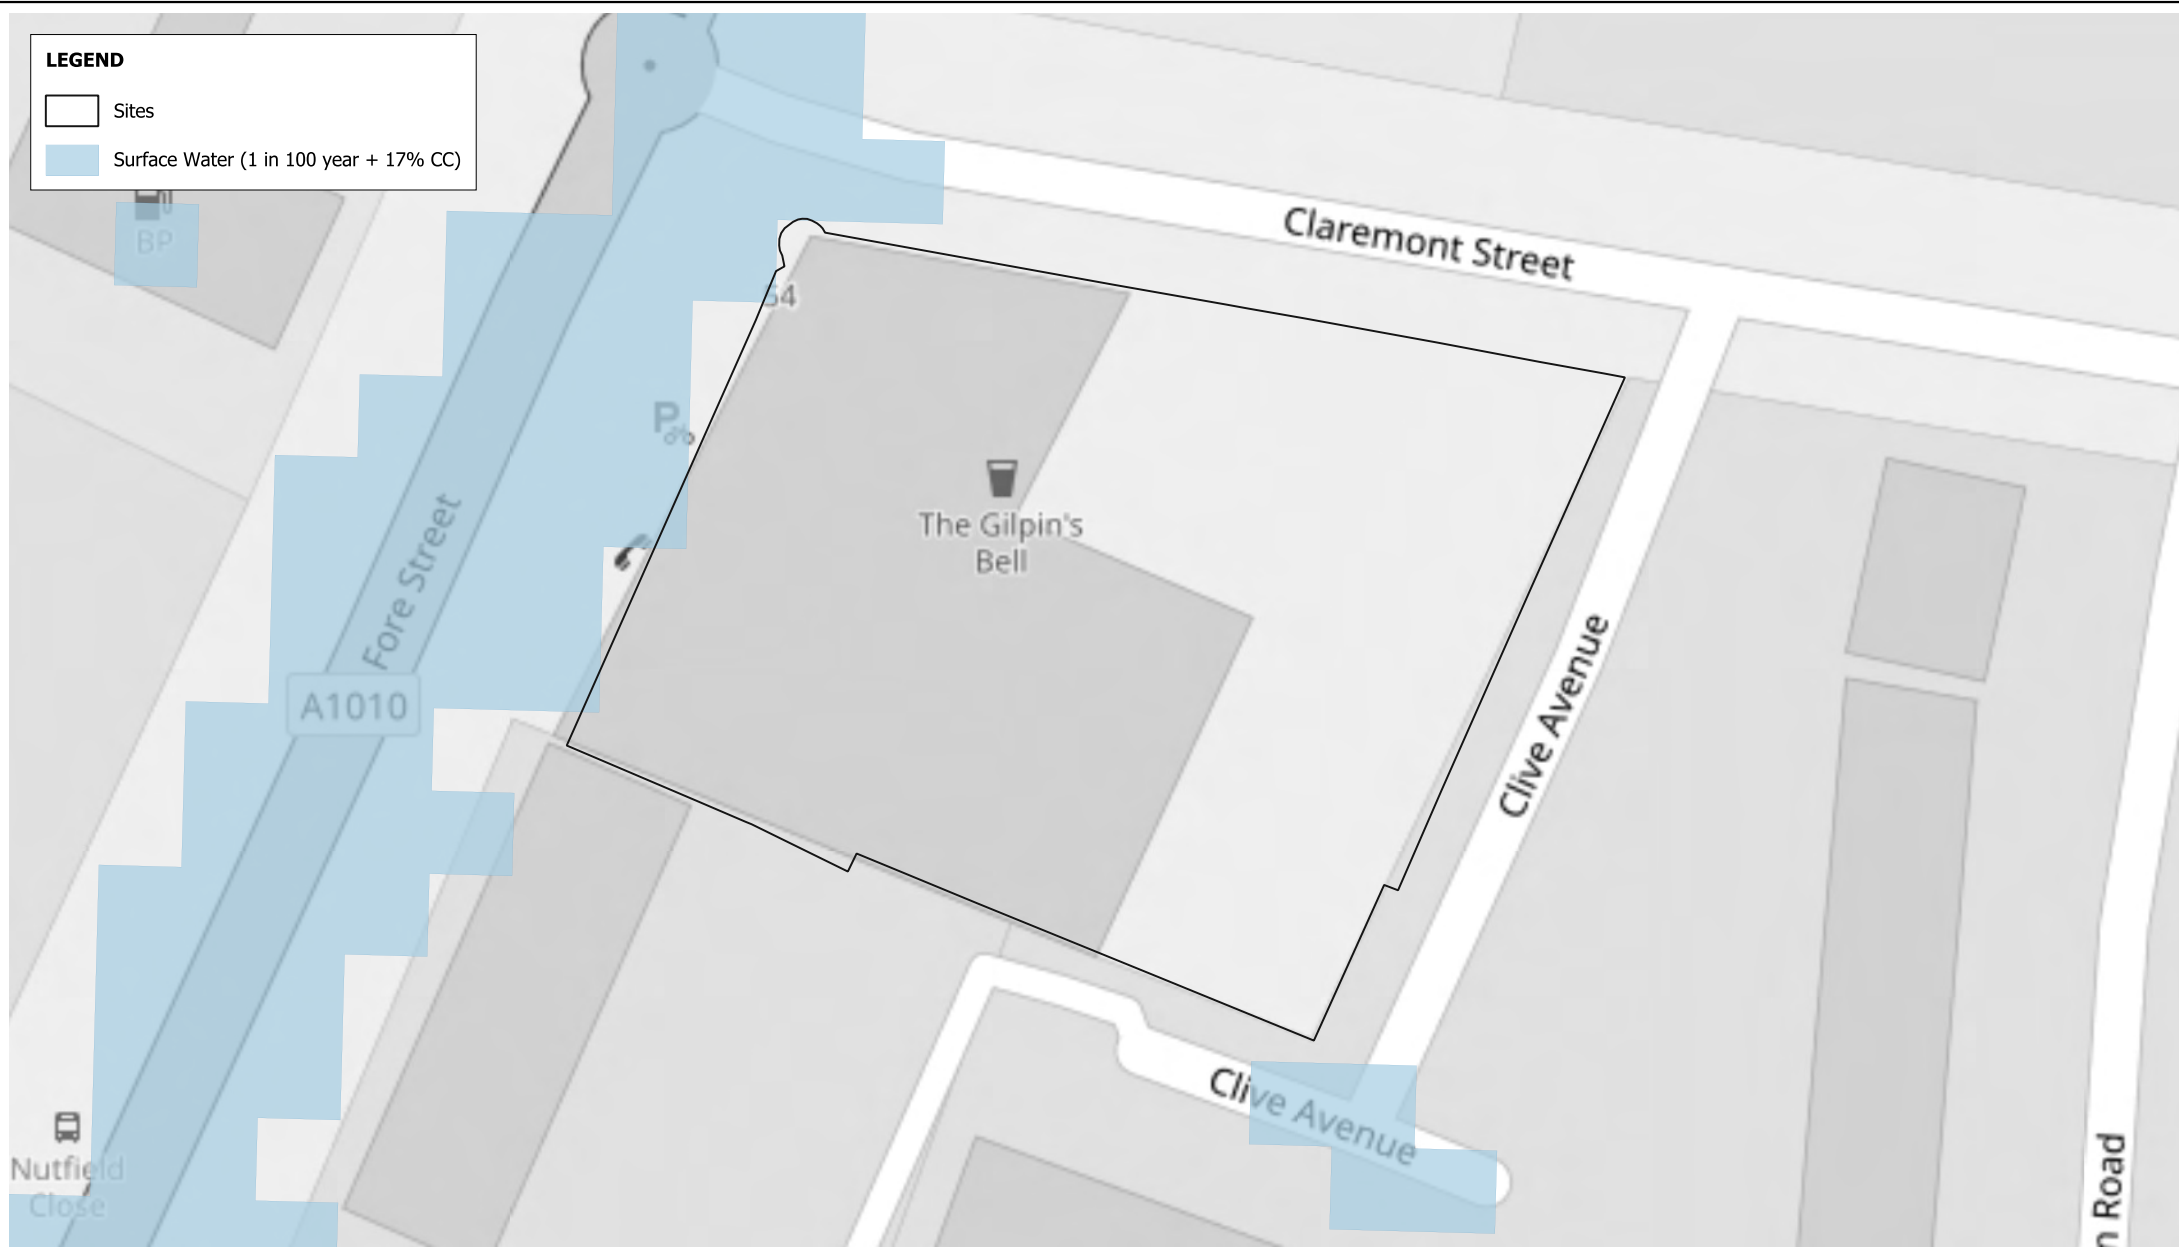 LEGEND
Sites
Surface Water (1 in 100 year + 17% CC)
BP
Claremont Street
54
P
The Gilpin's
Bell
Fore Street
A1010
Clive Avenue
Clive Avenue
Nutfield
Close
Road